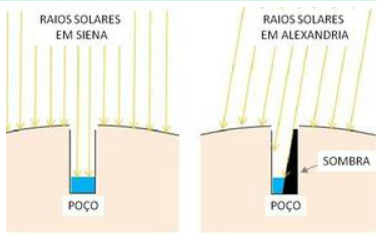 RAIOS SOLARES
EM SIENA
POÇO
RAIOS SOLARES
EM ALEXANDRIA
SOMBRA
POÇO